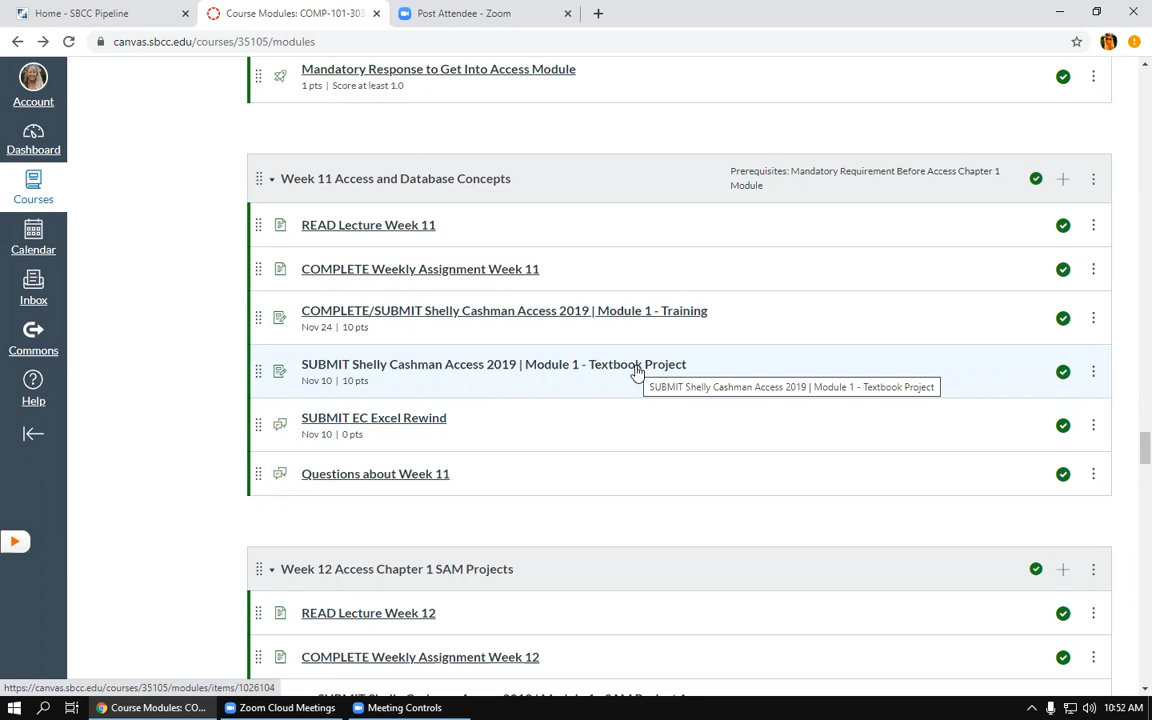 Home - SBCC Pipeline
Course Modules: COMP-101-303
Post Attendee - Zoom
canvas.sbcc.edu/courses/35105/modules
Account
Dashboard
Courses
Calendar
Inbox
Commons
Help
Mandatory Response to Get Into Access Module
1 pts | Score at least 1.0
Week 11 Access and Database Concepts
Prerequisites: Mandatory Requirement Before Access Chapter 1
Module
READ Lecture Week 11
COMPLETE Weekly Assignment Week 11
COMPLETE/SUBMIT Shelly Cashman Access 2019 | Module 1 - Training
Nov 24 | 10 pts
SUBMIT Shelly Cashman Access 2019 | Module 1 - Textbook Project
Nov 10 | 10 pts
SUBMIT Shelly Cashman Access 2019 | Module 1 - Textbook Project
SUBMIT EC Excel Rewind
Nov 10 | 0 pts
Questions about Week 11
Week 12 Access Chapter 1 SAM Projects
READ Lecture Week 12
COMPLETE Weekly Assignment Week 12
https://canvas.sbcc.edu/courses/35105/modules/items/1026104
Course Modules: CO...
Zoom Cloud Meetings
Meeting Controls
10:52 AM